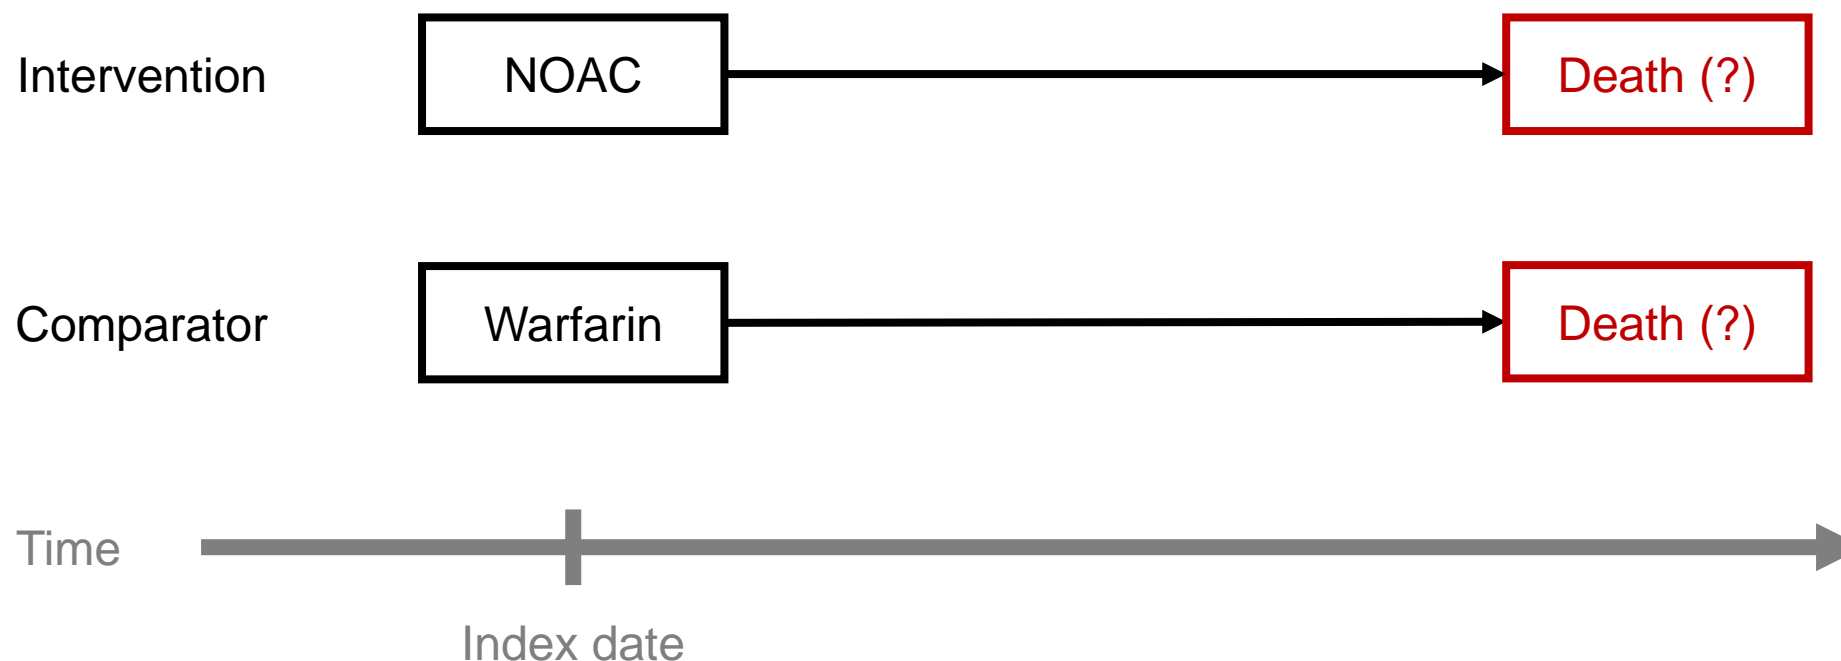 Intervention
NOAC
Death (?)
Comparator
Warfarin
Death (?)
Time
Index date